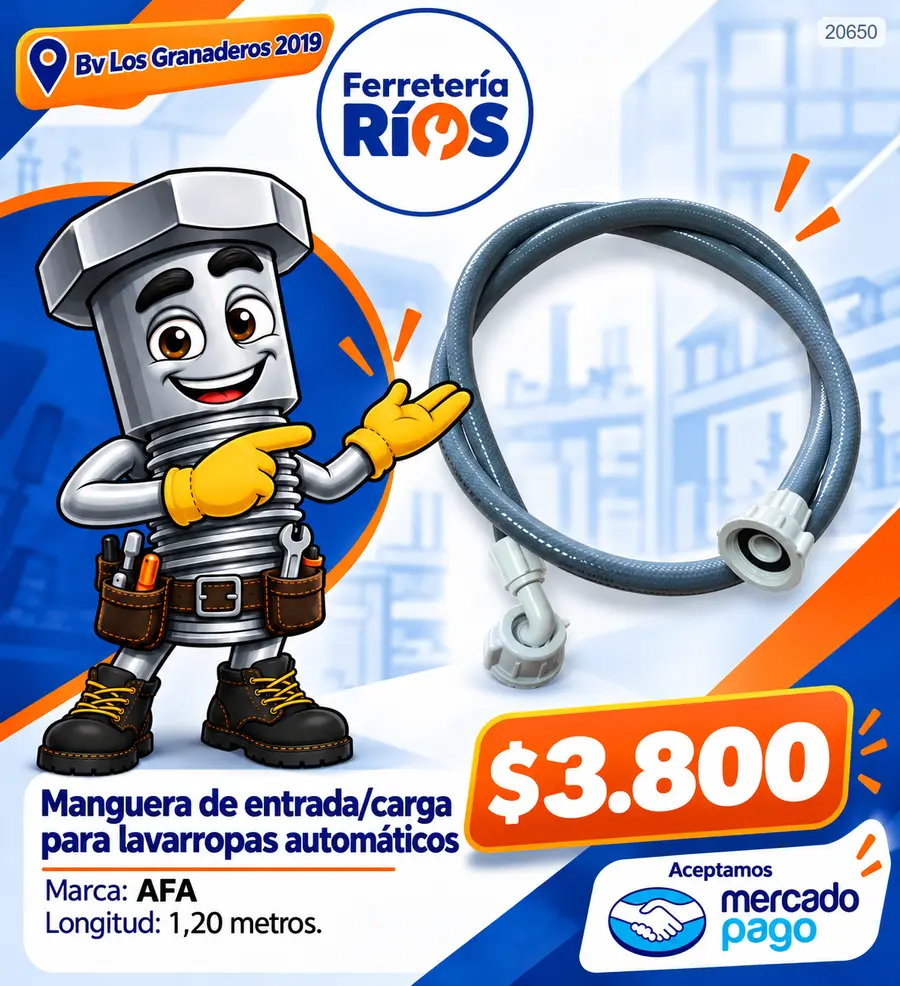 Bv Los Granaderos 2019
20650
Ferretería
RÍOS
$3.800
Manguera de entrada/carga
para lavarropas automáticos
Marca: AFA
Longitud: 1,20 metros.
Aceptamos
mercado
pago